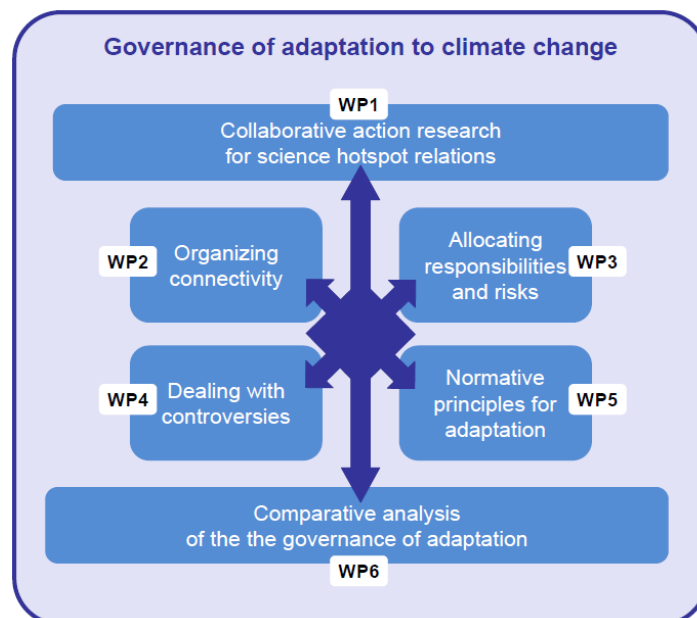 Governance of adaptation to climate change
WP1
Collaborative action research
for science hotspot relations
WP2
Organizing
connectivity
Allocating
responsibilities
and risks
WP3
WP4
Dealing with
controversies
Normative
principles for
adaptation
WP5
Comparative analysis
of the the governance of adaptation
WP6